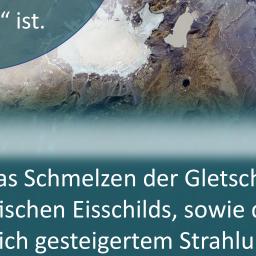 “ ist.
as Schmelzen der Gletsch
ischen Eisschilds, sowie d
ich gesteigertem Strahlu